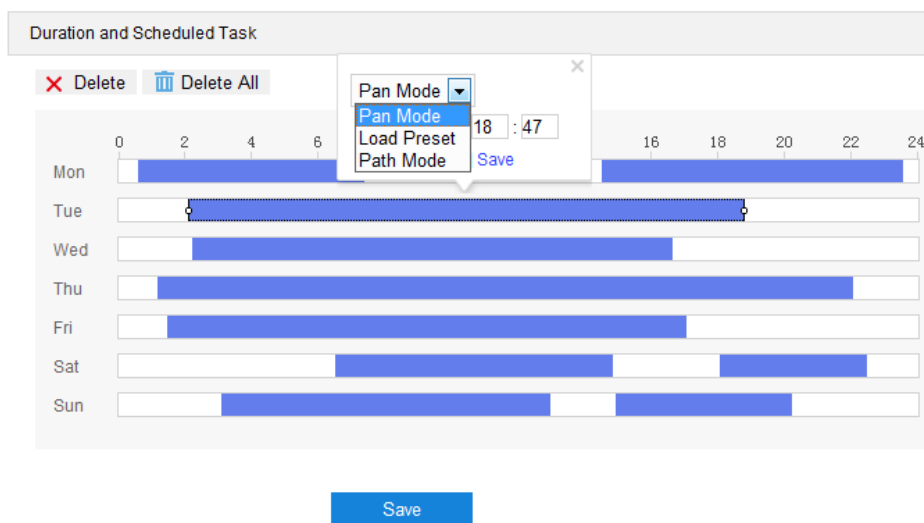 Duration and Scheduled Task
Delete Delete All
Pan Mode
Pan Mode
Load Preset
Path Mode
18 : 47
Save
0 2 4 6 16 18 20 22 24
Mon
Tue
Wed
Thu
Fri
Sat
Sun
Save